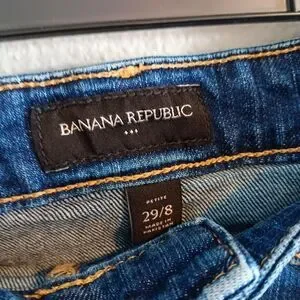 BANANA REPUBLIC
PETITE
29/8
MADE IN
PAKISTAN